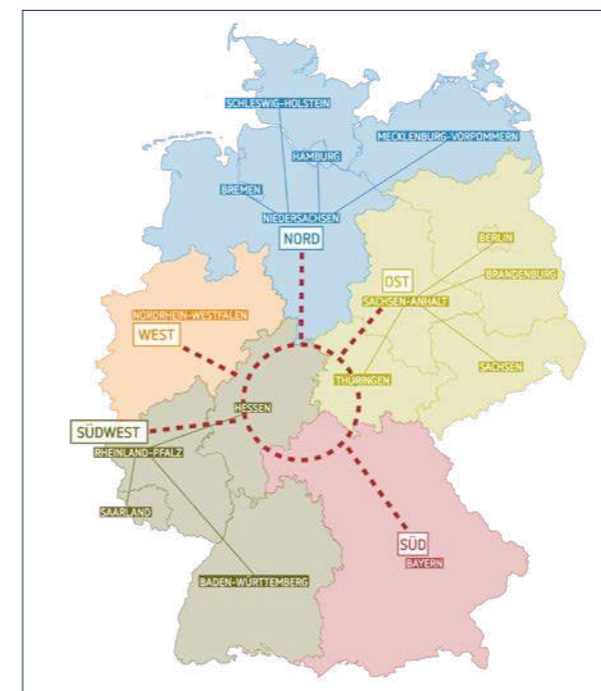 SCHLESWIG-HOLSTEIN
MECKLENBURG-VORPOMMERN
HAMBURG
BREMEN
NIEDERSACHSEN
NORD
BERLIN
OST
BRANDENBURG
SACHSEN-ANHALT
NORDRHEIN-WESTFALEN
WEST
SACHSEN
THÜRINGEN
HESSEN
SÜDWEST
RHEINLAND-PFALZ
SAARLAND
SÜD
BAYERN
BADEN-WÜRTTEMBERG